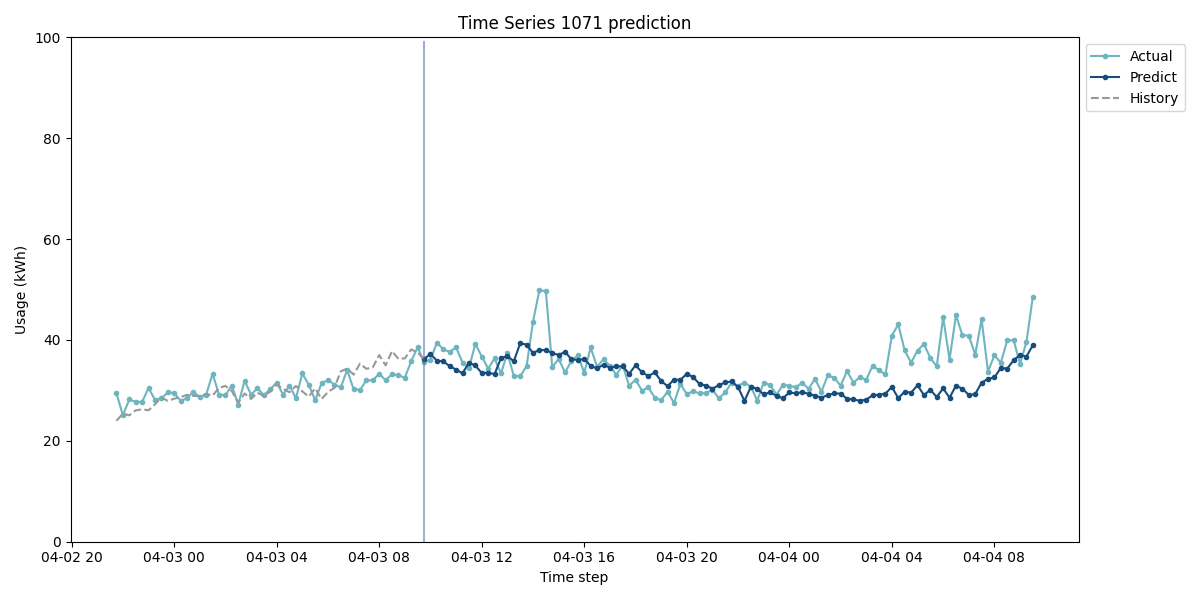 Time Series 1071 prediction
100
80
60
40
20
0
Usage (kWh)
04-02 20
04-03 00
04-03 04
04-03 08
04-03 12
04-03 16
04-03 20
04-04 00
04-04 04
04-04 08
Time step
Actual
Predict
History